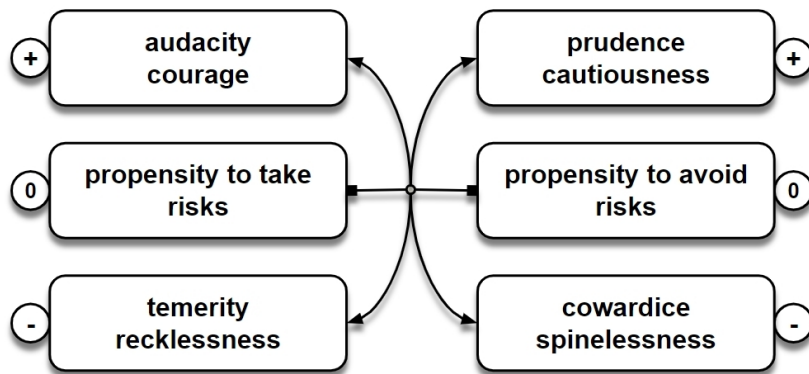 +
audacity
courage
prudence
cautiousness
+
0
propensity to take
risks
propensity to avoid
risks
0
-
temerity
recklessness
cowardice
spinelessness
-